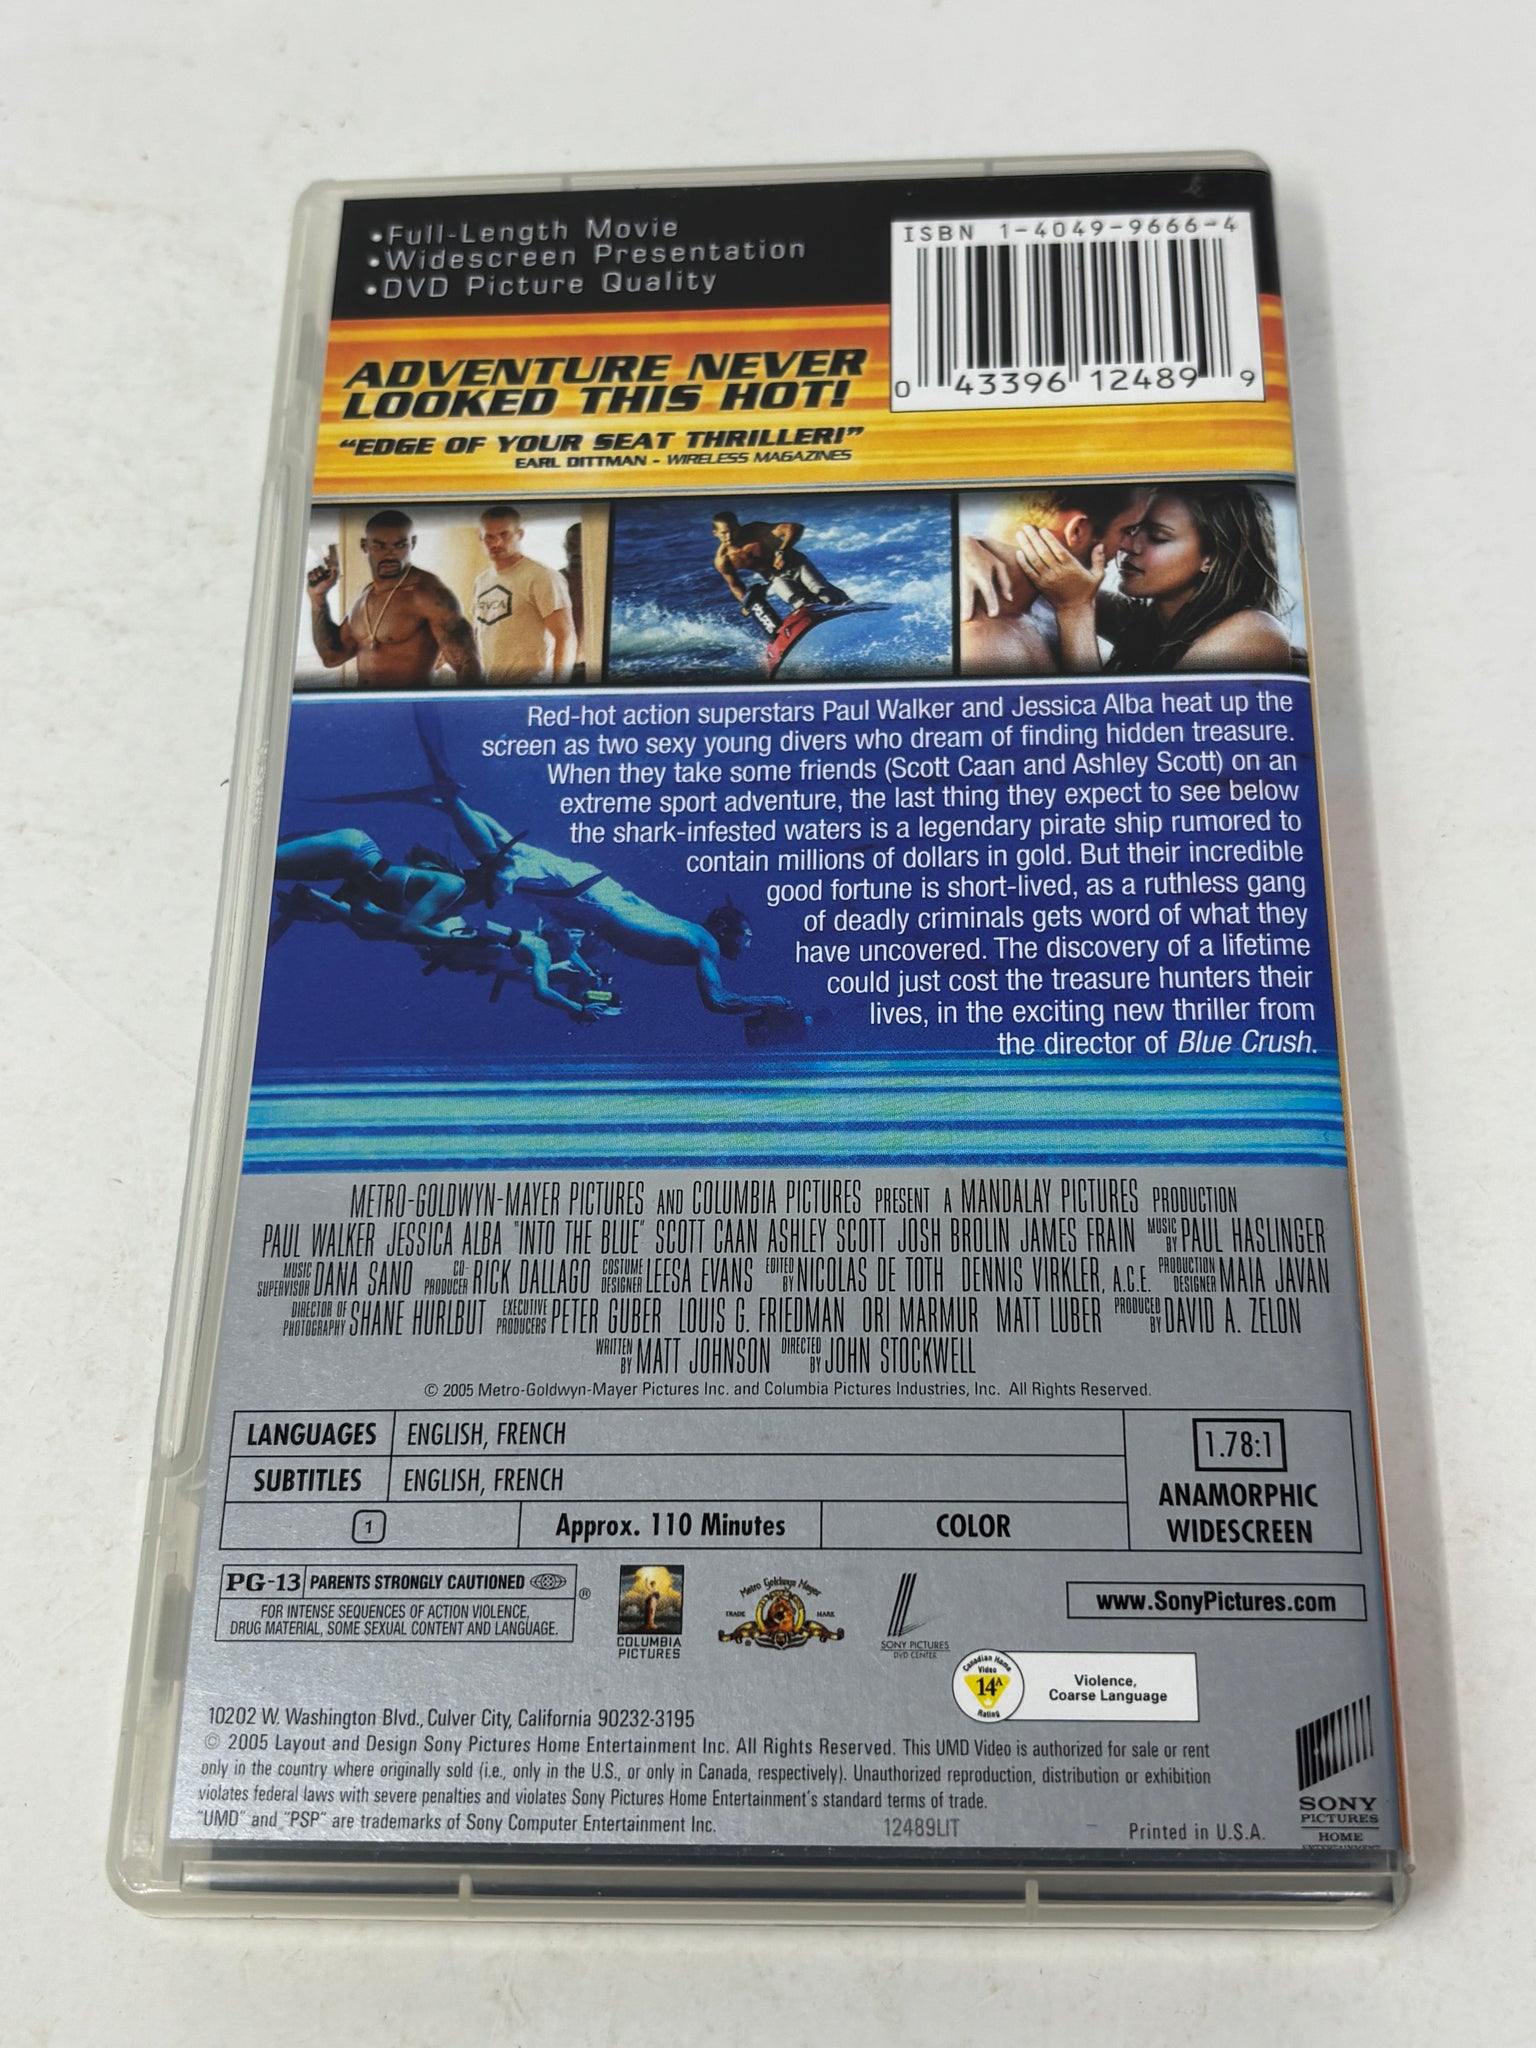 •Full-Length Movie
•Widescreen Presentation
•DVD Picture Quality
ISBN 1-4049-9666-4
0 43396 12489 9
ADVENTURE NEVER
LOOKED THIS HOT!
"EDGE OF YOUR SEAT THRILLER!"
EARL DITTMAN - WIRELESS MAGAZINES
RVCA
POLARIS
Red-hot action superstars Paul Walker and Jessica Alba heat up the
screen as two sexy young divers who dream of finding hidden treasure.
When they take some friends (Scott Caan and Ashley Scott) on an
extreme sport adventure, the last thing they expect to see below
the shark-infested waters is a legendary pirate ship rumored to
contain millions of dollars in gold. But their incredible
good fortune is short-lived, as a ruthless gang
of deadly criminals gets word of what they
have uncovered. The discovery of a lifetime
could just cost the treasure hunters their
lives, in the exciting new thriller from
the director of Blue Crush.
METRO-GOLDWYN-MAYER PICTURES AND COLUMBIA PICTURES PRESENT A MANDALAY PICTURES PRODUCTION
PAUL WALKER JESSICA ALBA "INTO THE BLUE" SCOTT CAAN ASHLEY SCOTT JOSH BROLIN JAMES FRAIN MUSIC BY PAUL HASLINGER
MUSIC SUPERVISOR DANA SANO CO-PRODUCER RICK DALLAGO COSTUME DESIGNER LEESA EVANS EDITED BY NICOLAS DE TOTH DENNIS VIRKLER, A.C.E. PRODUCTION DESIGNER MAIA JAVAN
DIRECTOR OF PHOTOGRAPHY SHANE HURLBUT EXECUTIVE PRODUCERS PETER GUBER LOUIS G. FRIEDMAN ORI MARMUR MATT LUBER PRODUCED BY DAVID A. ZELON
WRITTEN BY MATT JOHNSON DIRECTED BY JOHN STOCKWELL
© 2005 Metro-Goldwyn-Mayer Pictures Inc. and Columbia Pictures Industries, Inc. All Rights Reserved.
LANGUAGES ENGLISH, FRENCH
SUBTITLES ENGLISH, FRENCH
1 Approx. 110 Minutes COLOR
1.78:1
ANAMORPHIC
WIDESCREEN
PG-13 PARENTS STRONGLY CAUTIONED ®
FOR INTENSE SEQUENCES OF ACTION VIOLENCE,
DRUG MATERIAL, SOME SEXUAL CONTENT AND LANGUAGE.
COLUMBIA
PICTURES
Metro Goldwyn Mayer
TRADE MARK
SONY PICTURES
DVD CENTER
www.SonyPictures.com
Canadian Home
Video
14A
Rating
Violence,
Coarse Language
10202 W. Washington Blvd., Culver City, California 90232-3195
© 2005 Layout and Design Sony Pictures Home Entertainment Inc. All Rights Reserved. This UMD Video is authorized for sale or rent
only in the country where originally sold (i.e., only in the U.S., or only in Canada, respectively). Unauthorized reproduction, distribution or exhibition
violates federal laws with severe penalties and violates Sony Pictures Home Entertainment's standard terms of trade.
"UMD" and "PSP" are trademarks of Sony Computer Entertainment Inc.
12489LIT
Printed in U.S.A.
SONY
PICTURES
HOME
ENTERTAINMENT